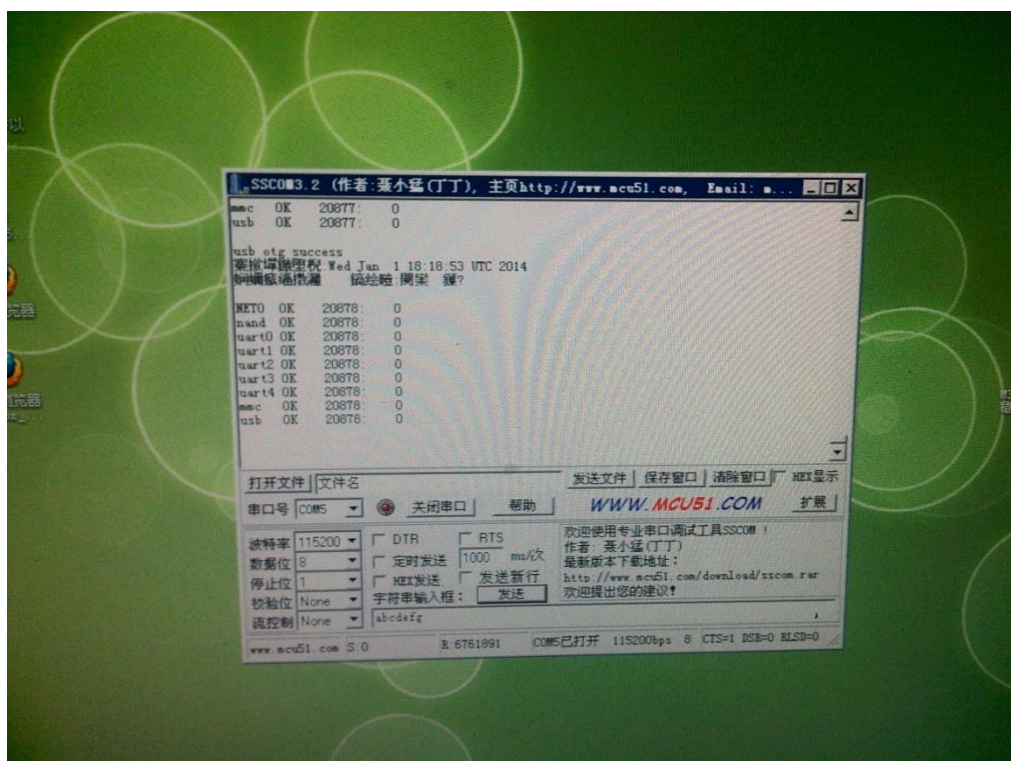 SSCOM3.2 (作者:聂小猛(丁丁), 主页http://www.mcu51.com, Email: m...
mmc OK 20877: 0
usb OK 20877: 0
usb otg success
:Wed Jan 1 18:18:53 UTC 2014
NET0 OK 20878: 0
nand OK 20878: 0
uart0 OK 20878: 0
uart1 OK 20878: 0
uart2 OK 20878: 0
uart3 OK 20878: 0
uart4 OK 20878: 0
mmc OK 20878: 0
usb OK 20878: 0
打开文件 文件名 发送文件 保存窗口 清除窗口 HEX显示
串口号 COM5 关闭串口 帮助 WWW.MCU51.COM 扩展
波特率 115200 DTR RTS
数据位 8 定时发送 1000 ms/次
停止位 1 HEX发送 发送新行
校验位 None 字符串输入框: 发送
流控制 None abcdefg
欢迎使用专业串口调试工具SSCOM !
作者: 聂小猛(丁丁)
最新版本下载地址:
http://www.mcu51.com/download/sscom.rar
欢迎提出您的建议!
www.mcu51.com S:0 R:6761891 COM5已打开 115200bps 8 CTS=1 DSR=0 RLSD=0
览器
浏览器